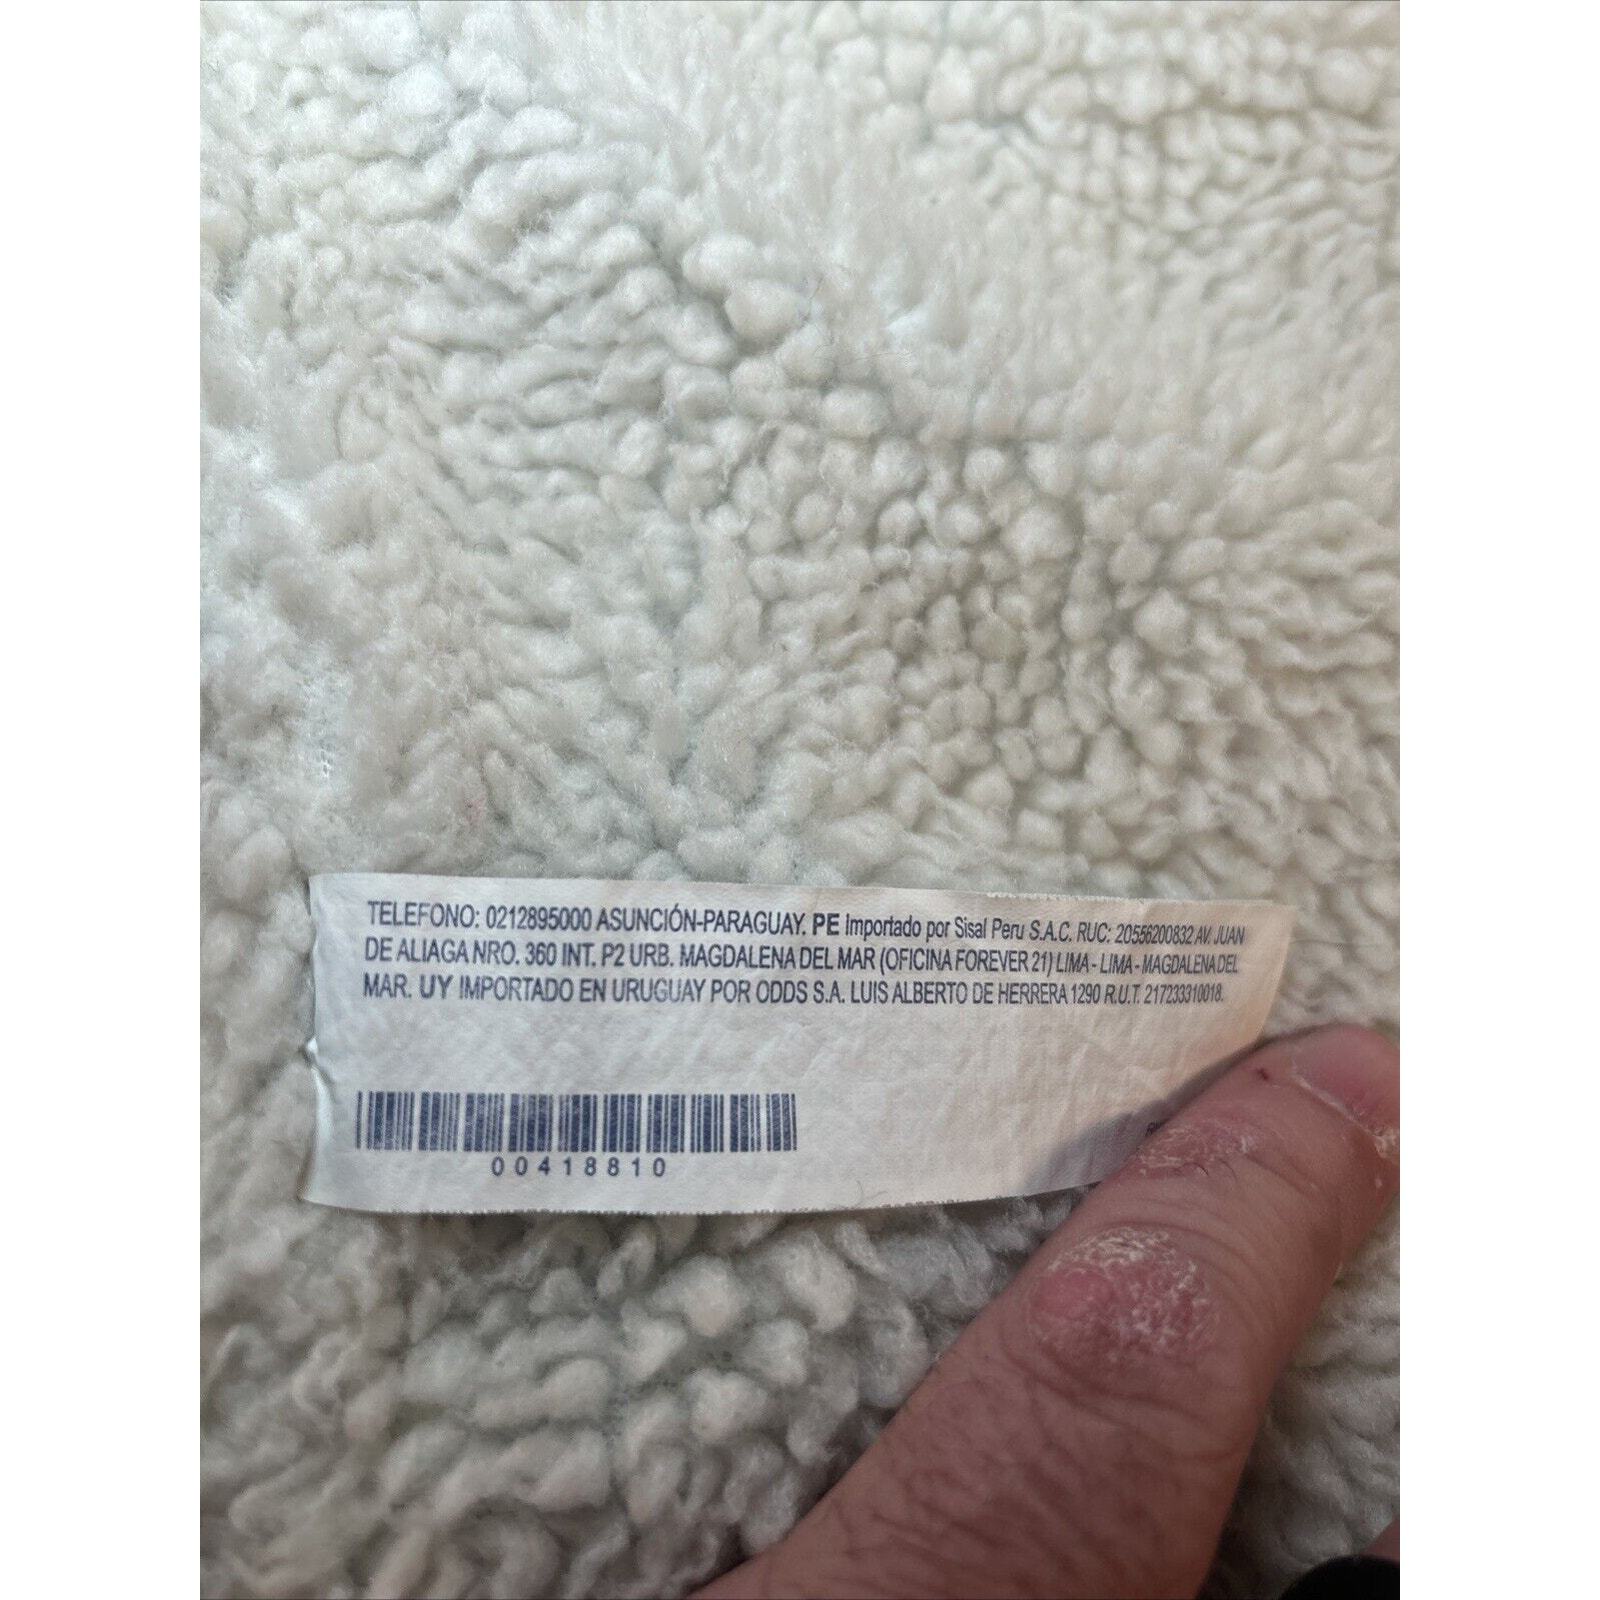 TELEFONO: 0212895000 ASUNCIÓN-PARAGUAY. PE Importado por Sisal Peru S.A.C. RUC: 20556200832 AV. JUAN
DE ALIAGA NRO. 360 INT. P2 URB. MAGDALENA DEL MAR (OFICINA FOREVER 21) LIMA - LIMA - MAGDALENA DEL
MAR. UY IMPORTADO EN URUGUAY POR ODDS S.A. LUIS ALBERTO DE HERRERA 1290 R.U.T. 217233310018.
00418810